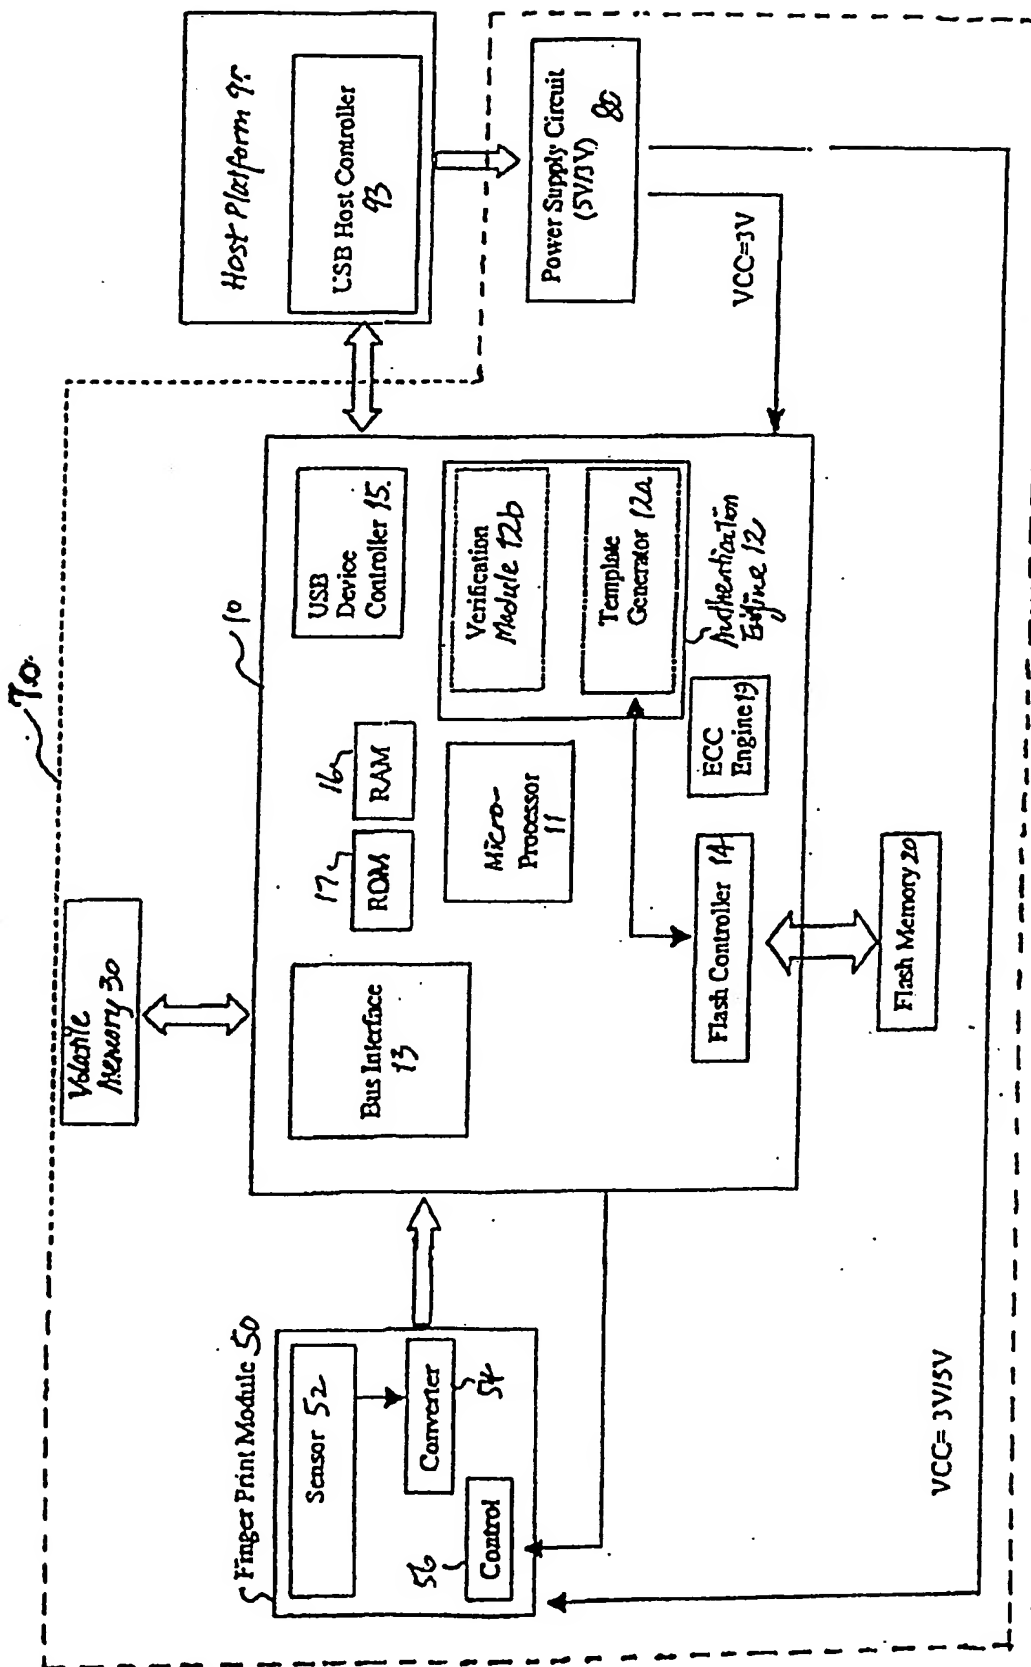 70
Host Platform
USB Host Controller
93
Power Supply Circuit
(5V/3V)
80
VCC=3V
10
USB
Device
Controller 15.
Verification
Module 12b
Template
Generator 12a
Authentication
Engine 12
16
RAM
17
ROM
Micro-
Processor
11
ECC
Engine 19
Bus Interface
13
Flash Controller 14
Flash Memory 20
Volatile
Memory 30
Finger Print Module 50
Sensor 52
Converter
54
56
Control
VCC= 3V/5V